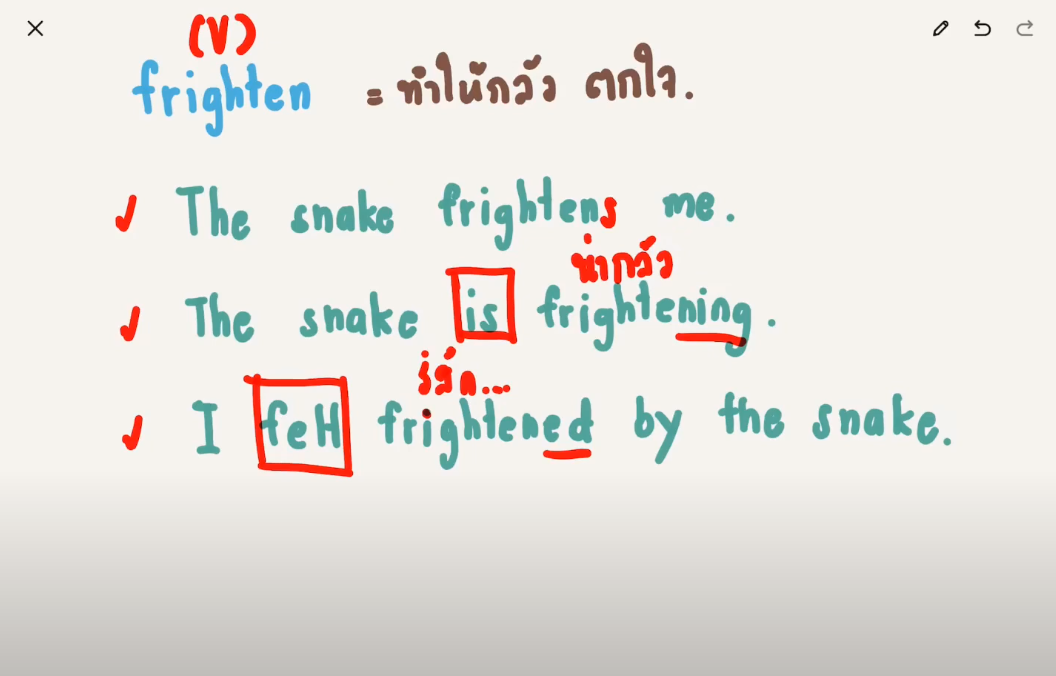 (V)
frighten = ทำให้กลัว ตกใจ.
✓ The snake frightens me.
น่ากลัว
✓ The snake is frightening.
รู้สึก...
✓ I felt frightened by the snake.